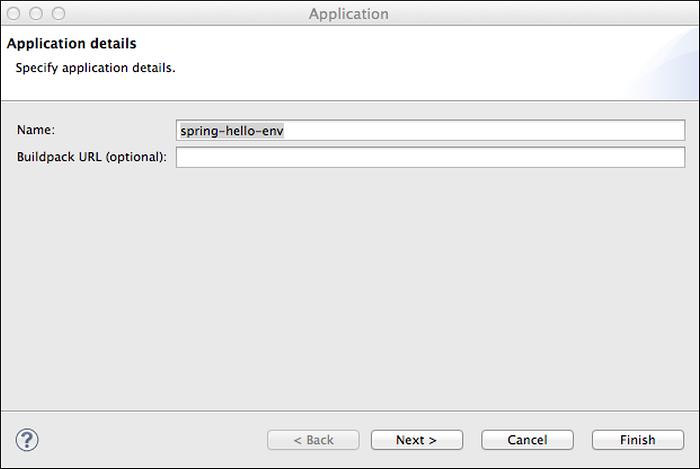 Application
Application details
Specify application details.
Name: spring-hello-env
Buildpack URL (optional):
? < Back Next > Cancel Finish